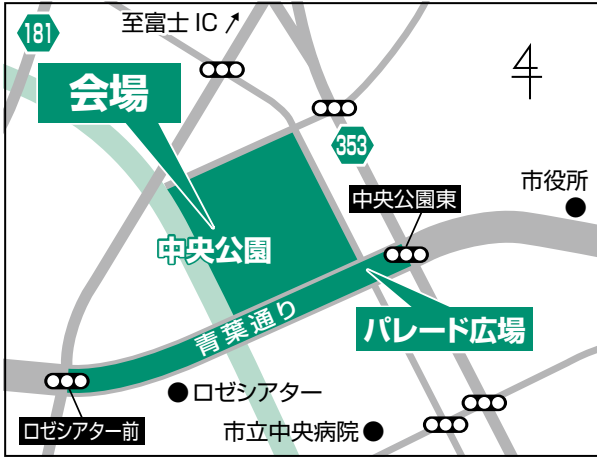 181
至富士IC
会場
353
市役所
中央公園東
中央公園
パレード広場
青葉通り
ロゼシアター
ロゼシアター前
市立中央病院